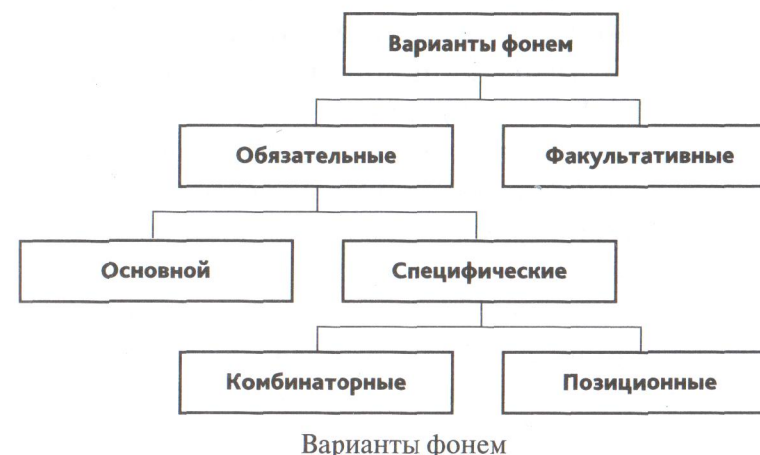 Варианты фонем
Обязательные
Факультативные
Основной
Специфические
Комбинаторные
Позиционные
Варианты фонем